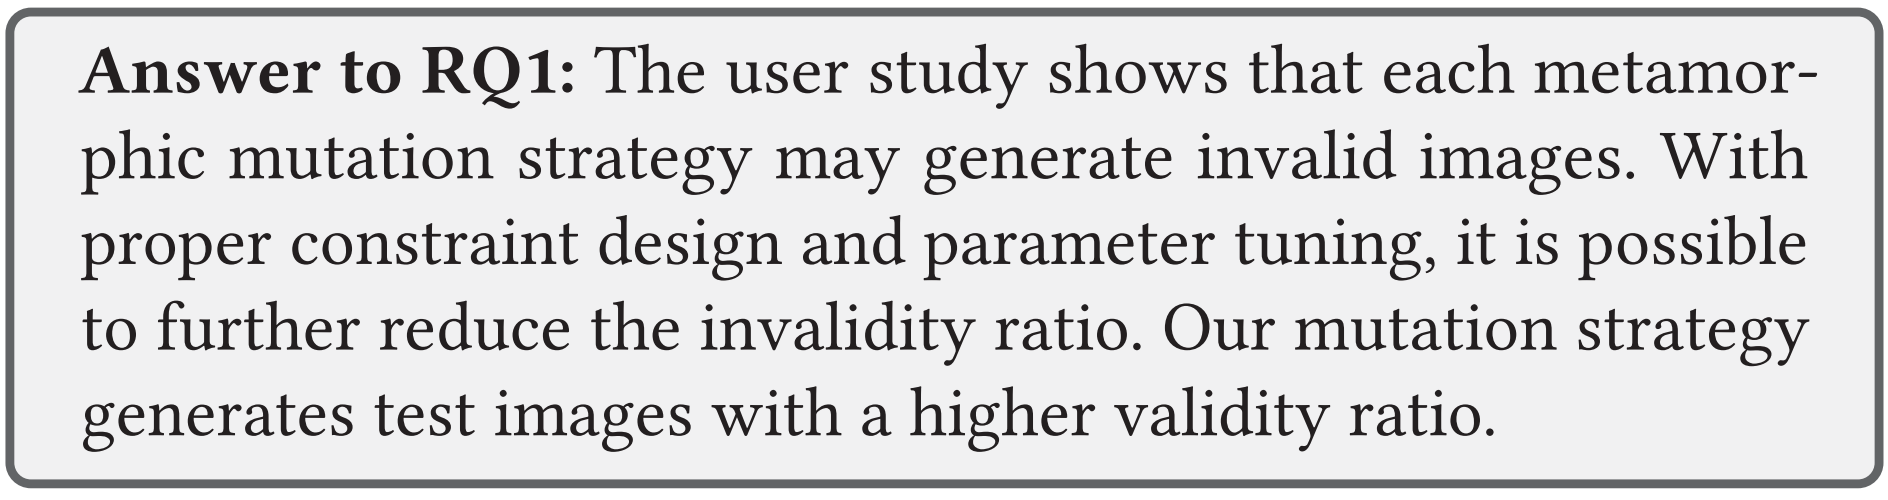 Answer to RQ1: The user study shows that each metamor-
phic mutation strategy may generate invalid images. With
proper constraint design and parameter tuning, it is possible
to further reduce the invalidity ratio. Our mutation strategy
generates test images with a higher validity ratio.